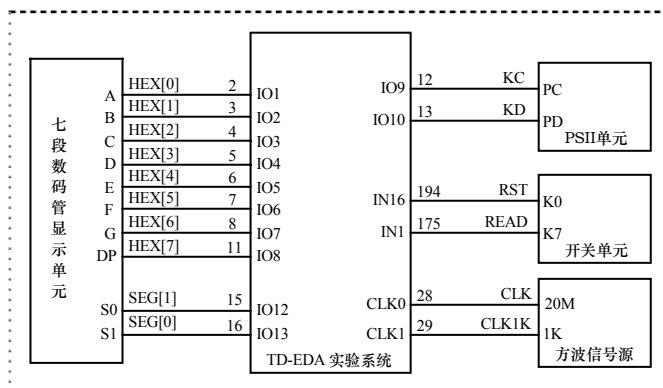 七段数码管显示单元
A HEX[0] 2 IO1
B HEX[1] 3 IO2
C HEX[2] 4 IO3
D HEX[3] 5 IO4
E HEX[4] 6 IO5
F HEX[5] 7 IO6
G HEX[6] 8 IO7
DP HEX[7] 11 IO8
S0 SEG[1] 15 IO12
S1 SEG[0] 16 IO13
TD-EDA 实验系统
IO9 12 KC PC
IO10 13 KD PD
PSII单元
IN16 194 RST K0
IN1 175 READ K7
开关单元
CLK0 28 CLK 20M
CLK1 29 CLK1K 1K
方波信号源